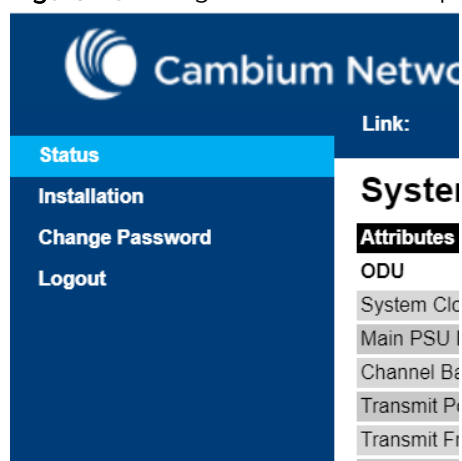 Cambium Netwo
Link:
Status
Installation
Change Password
Logout
Syste
Attributes
ODU
System Clo
Main PSU
Channel Ba
Transmit Po
Transmit Fr